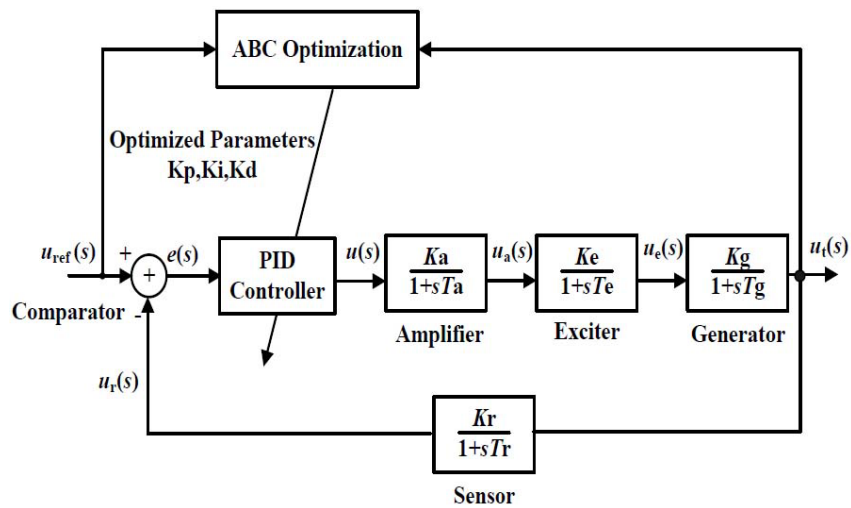 ABC Optimization
Optimized Parameters
Kp,Ki,Kd
uref(s)
+
+
e(s)
PID
Controller
u(s)
Ka
1+sTa
ua(s)
Ke
1+sTe
ue(s)
Kg
1+sTg
ut(s)
Comparator
-
Amplifier
Exciter
Generator
ur(s)
Kr
1+sTr
Sensor